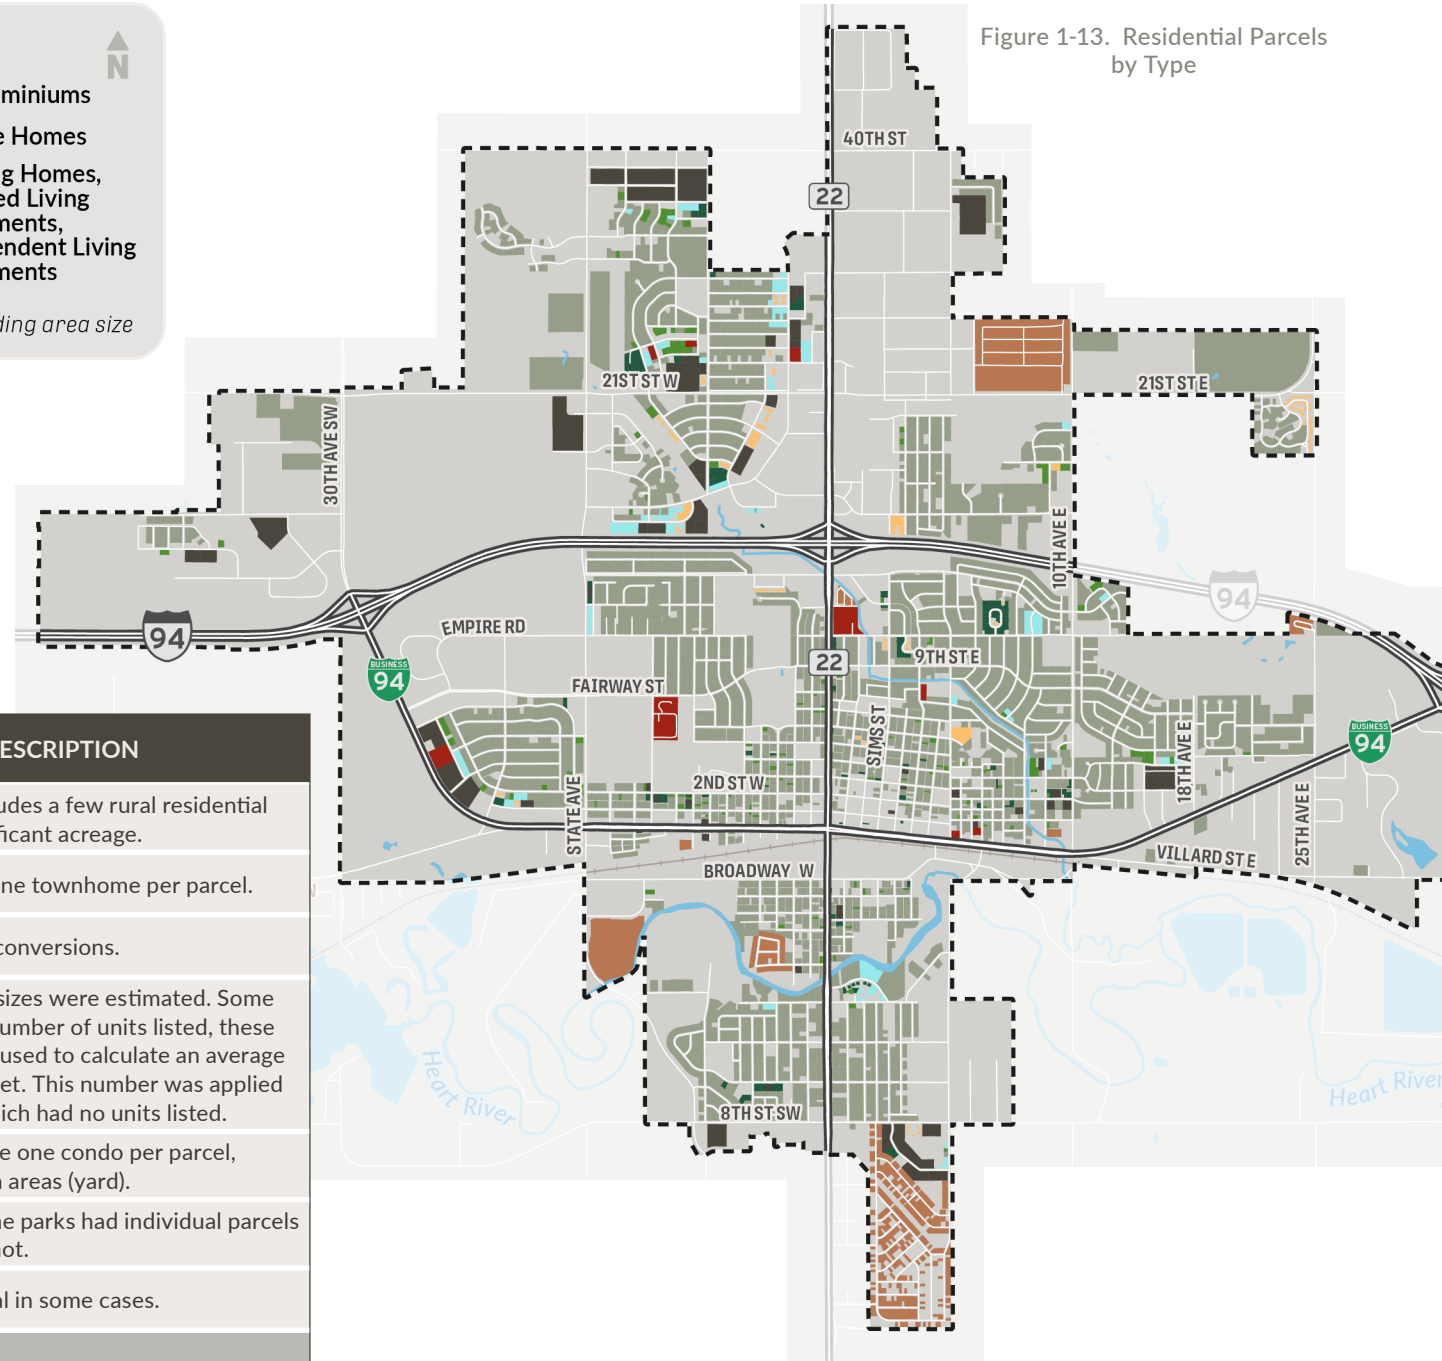 Figure 1-13. Residential Parcels
by Type
N
miniums
e Homes
g Homes,
ed Living
ments,
endent Living
ments
ding area size
40TH ST
22
21ST ST W
21ST ST E
30TH AVE SW
10TH AVE E
94
94
EMPIRE RD
BUSINESS
94
22
9TH ST E
FAIRWAY ST
SIMS ST
BUSINESS
94
18TH AVE E
2ND ST W
STATE AVE
25TH AVE E
VILLARD ST E
BROADWAY W
Heart River
Heart River
8TH ST SW
ESCRIPTION
udes a few rural residential
ficant acreage.
ne townhome per parcel.
conversions.
sizes were estimated. Some
umber of units listed, these
used to calculate an average
et. This number was applied
ich had no units listed.
e one condo per parcel,
n areas (yard).
ne parks had individual parcels
not.
al in some cases.